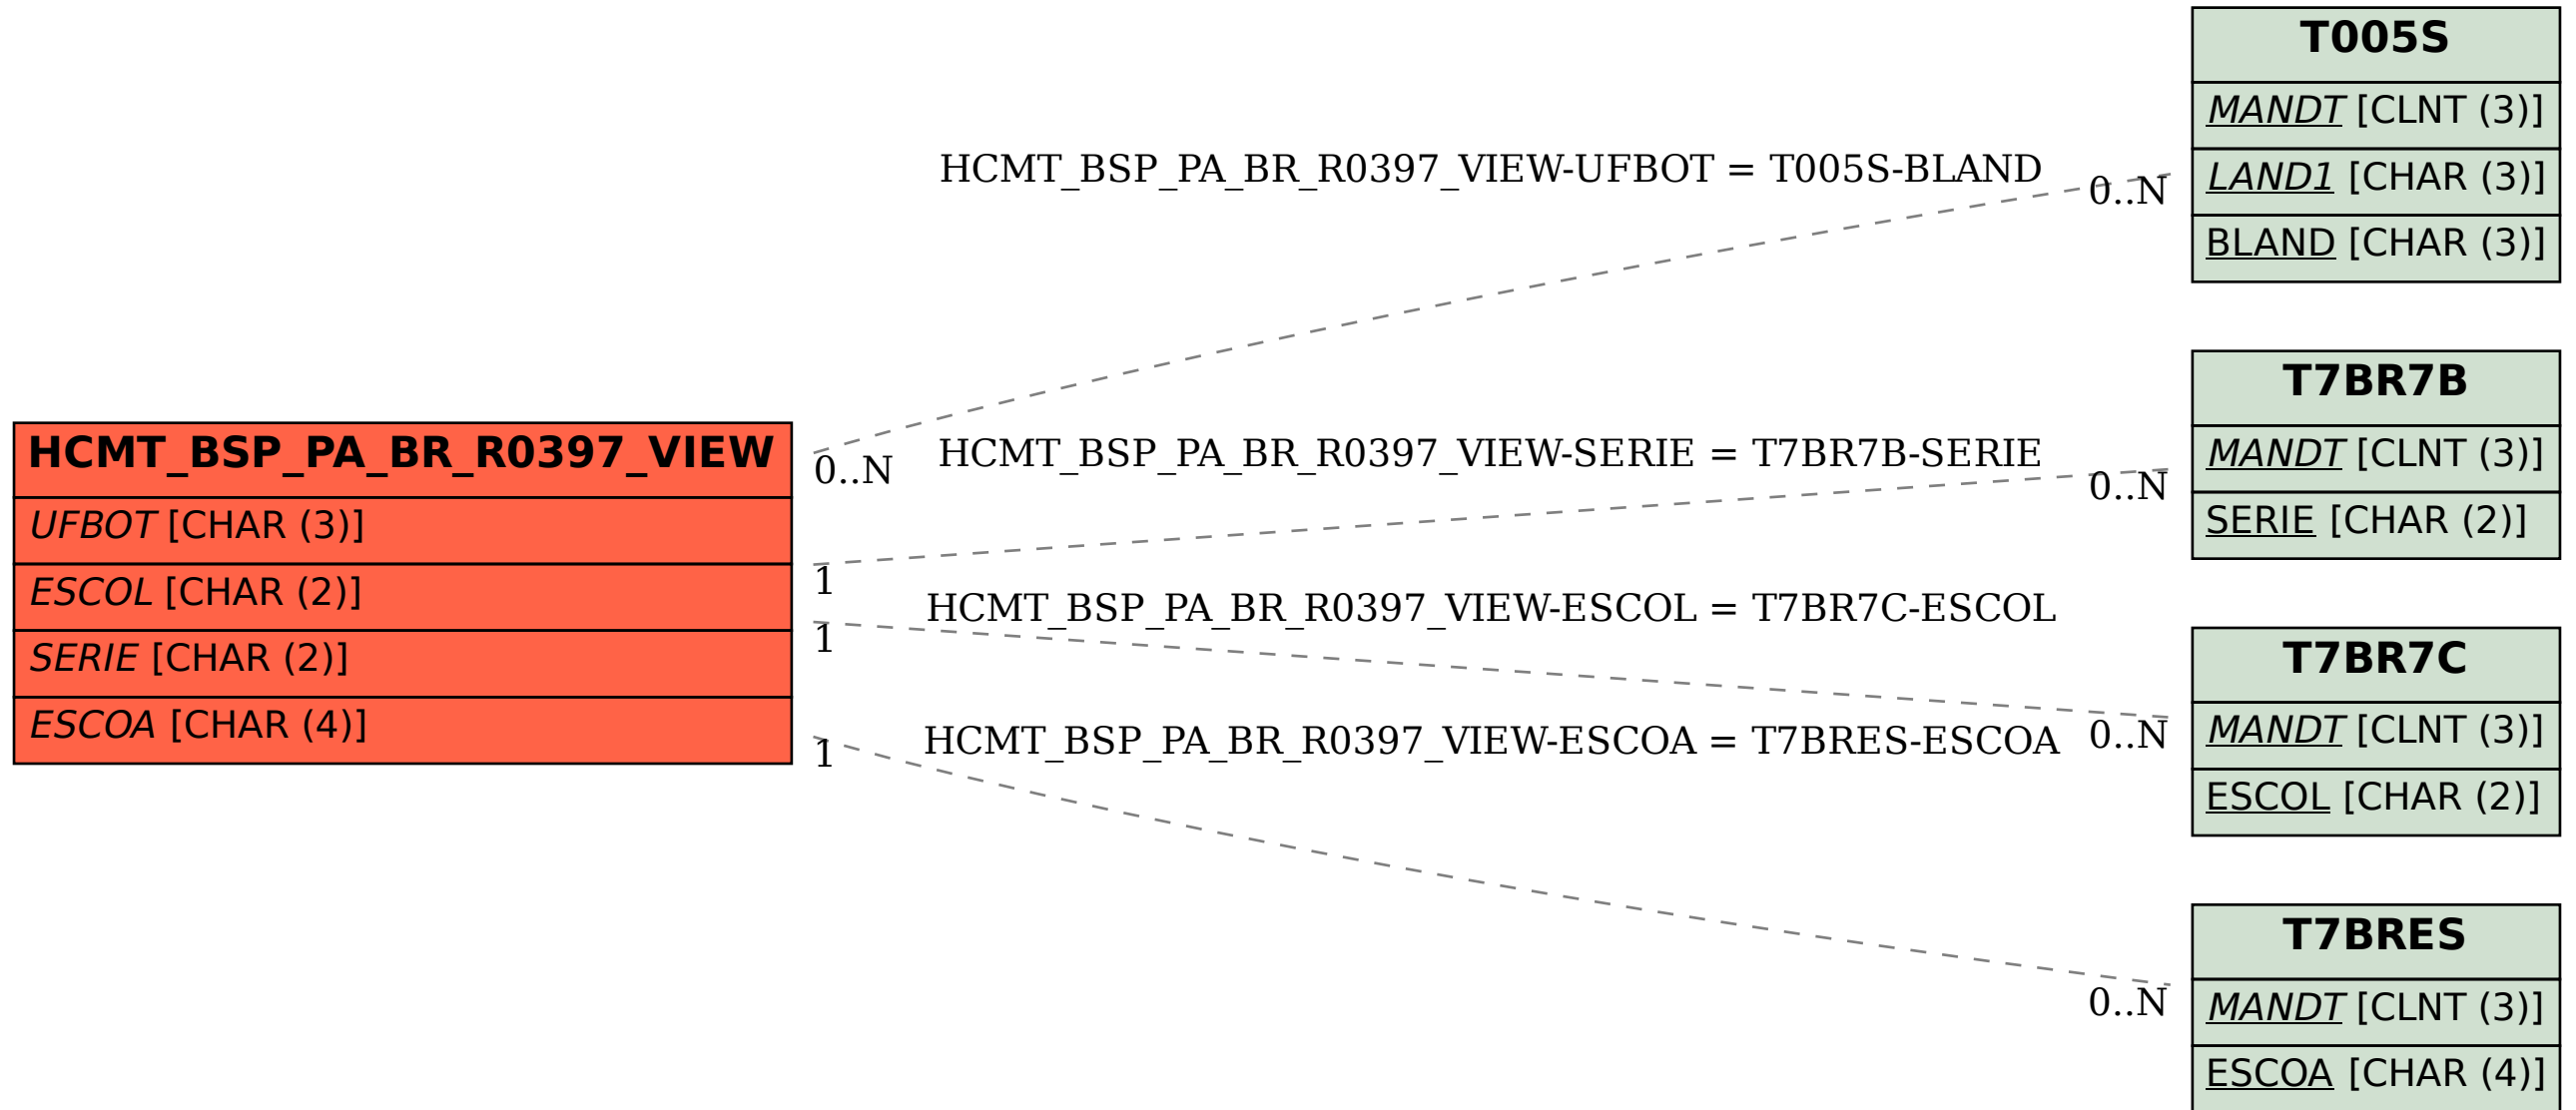 HCMT_BSP_PA_BR_R0397_VIEW
UFBOT [CHAR (3)]
ESCOL [CHAR (2)]
SERIE [CHAR (2)]
ESCOA [CHAR (4)]
HCMT_BSP_PA_BR_R0397_VIEW-UFBOT = T005S-BLAND
0..N
0..N
HCMT_BSP_PA_BR_R0397_VIEW-SERIE = T7BR7B-SERIE
0..N
1
HCMT_BSP_PA_BR_R0397_VIEW-ESCOL = T7BR7C-ESCOL
1
0..N
HCMT_BSP_PA_BR_R0397_VIEW-ESCOA = T7BRES-ESCOA
1
0..N
T005S
MANDT [CLNT (3)]
LAND1 [CHAR (3)]
BLAND [CHAR (3)]
T7BR7B
MANDT [CLNT (3)]
SERIE [CHAR (2)]
T7BR7C
MANDT [CLNT (3)]
ESCOL [CHAR (2)]
T7BRES
MANDT [CLNT (3)]
ESCOA [CHAR (4)]